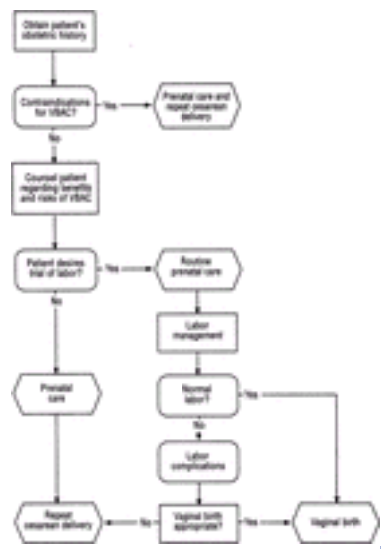 Obtain patient's
obstetric history
Contraindications
for VBAC?
Yes
Prenatal care and
repeat cesarean
delivery
No
Counsel patient
regarding benefits
and risks of VBAC
Patient desires
trial of labor?
Yes
Routine
prenatal care
No
Labor
management
Prenatal
care
Normal
labor?
Yes
No
Labor
complications
Repeat
cesarean delivery
No
Vaginal birth
appropriate?
Yes
Vaginal birth